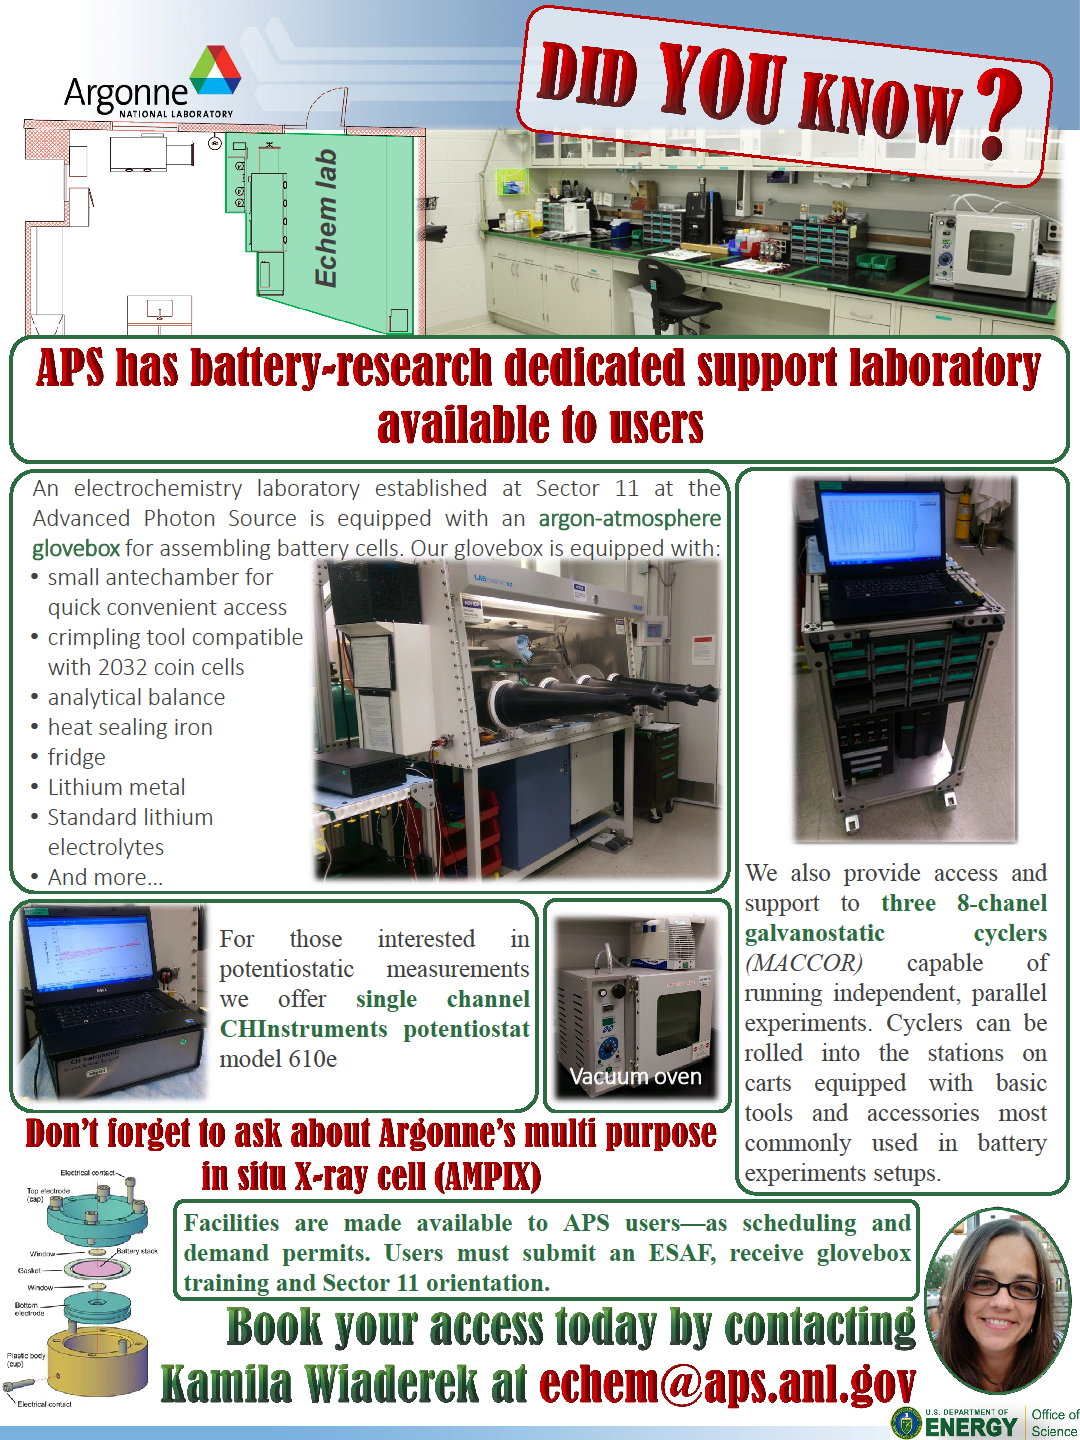 Argonne
NATIONAL LABORATORY
DID YOU KNOW ?
Echem lab
APS has battery-research dedicated support laboratory
available to users
An electrochemistry laboratory established at Sector 11 at the
Advanced Photon Source is equipped with an argon-atmosphere
glovebox for assembling battery cells. Our glovebox is equipped with:
• small antechamber for
quick convenient access
• crimpling tool compatible
with 2032 coin cells
• analytical balance
• heat sealing iron
• fridge
• Lithium metal
• Standard lithium
electrolytes
• And more...
We also provide access and
support to three 8-chanel
galvanostatic cyclers
(MACCOR) capable of
running independent, parallel
experiments. Cyclers can be
rolled into the stations on
carts equipped with basic
tools and accessories most
commonly used in battery
experiments setups.
For those interested in
potentiostatic measurements
we offer single channel
CHInstruments potentiostat
model 610e
Vacuum oven
Don't forget to ask about Argonne's multi purpose
in situ X-ray cell (AMPIX)
Electrical contact
Top electrode
(cap)
Window
Battery stack
Gasket
Window
Bottom
electrode
Plastic body
(cup)
Electrical contact
Facilities are made available to APS users—as scheduling and
demand permits. Users must submit an ESAF, receive glovebox
training and Sector 11 orientation.
Book your access today by contacting
Kamila Wiaderek at echem@aps.anl.gov
U.S. DEPARTMENT OF
ENERGY
Office of
Science